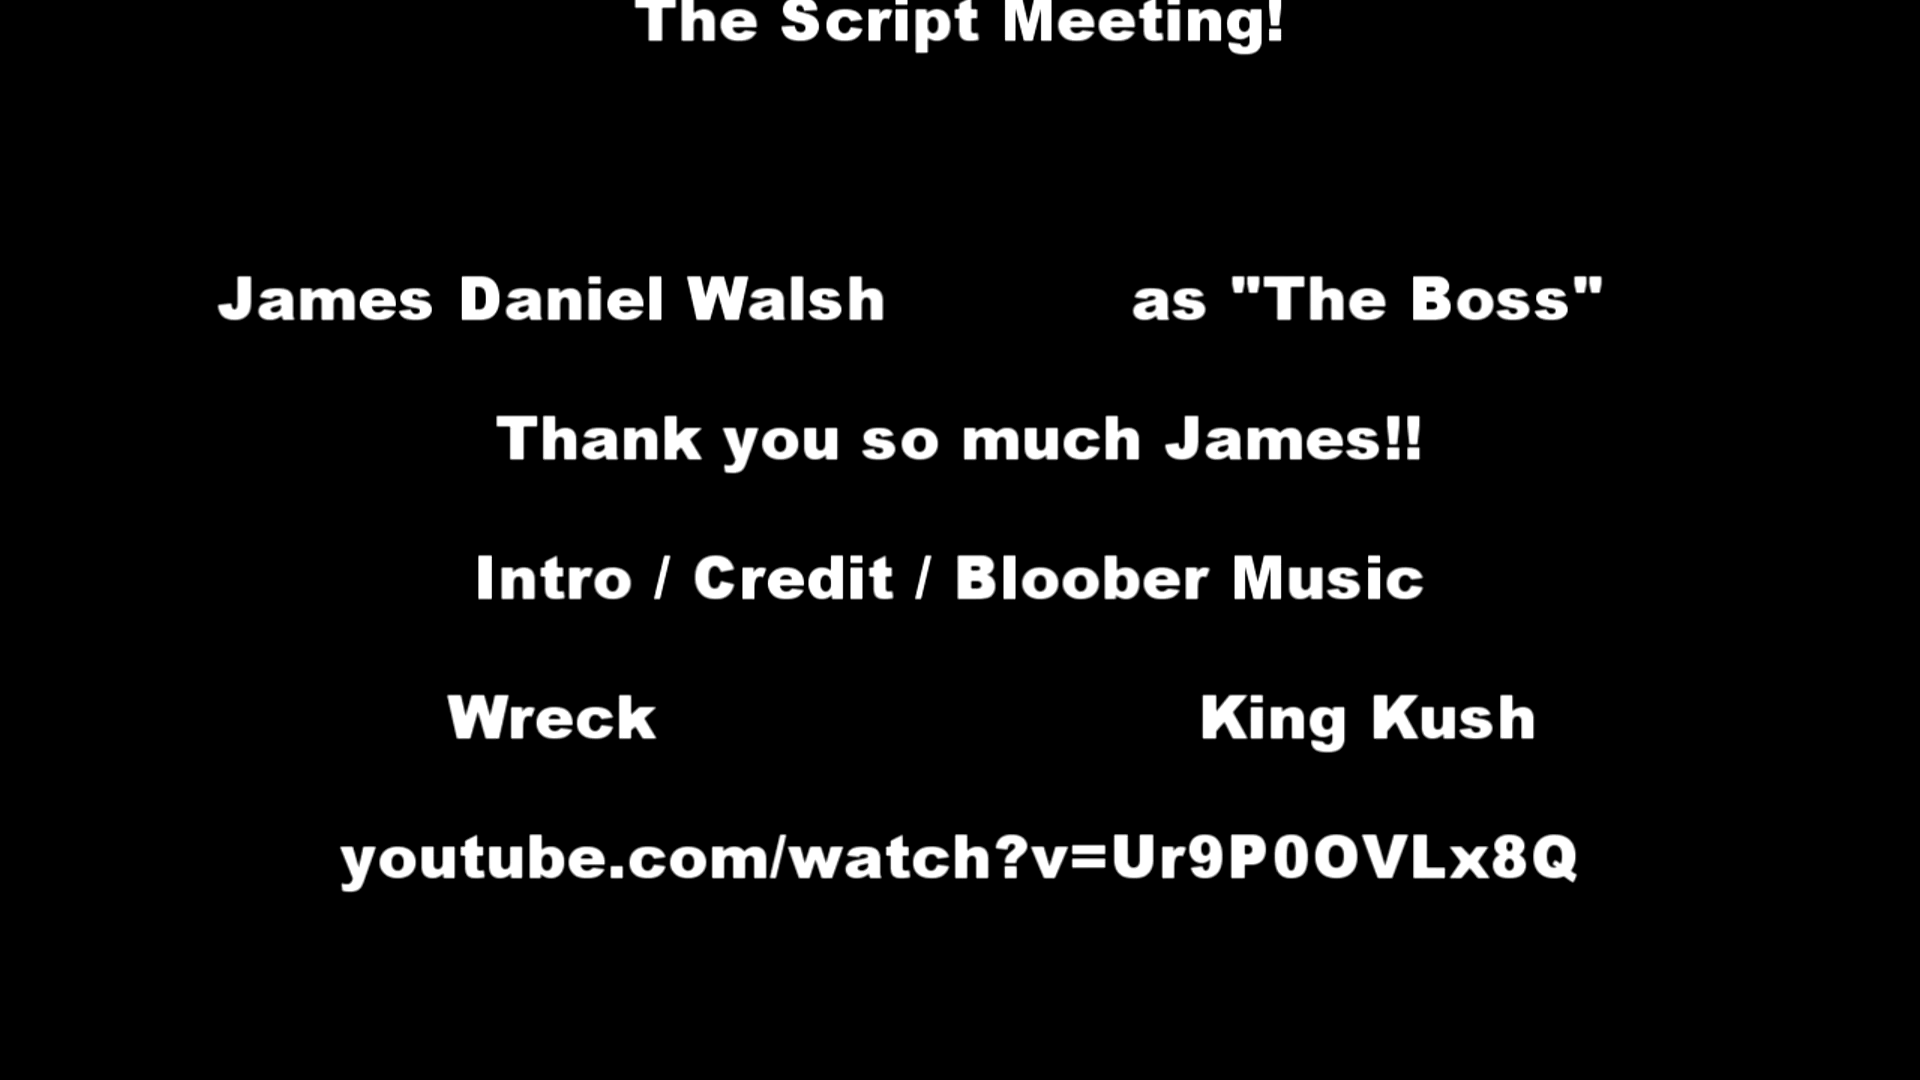 The Script Meeting!
James Daniel Walsh as "The Boss"
Thank you so much James!!
Intro / Credit / Bloober Music
Wreck King Kush
youtube.com/watch?v=Ur9P0OVLx8Q